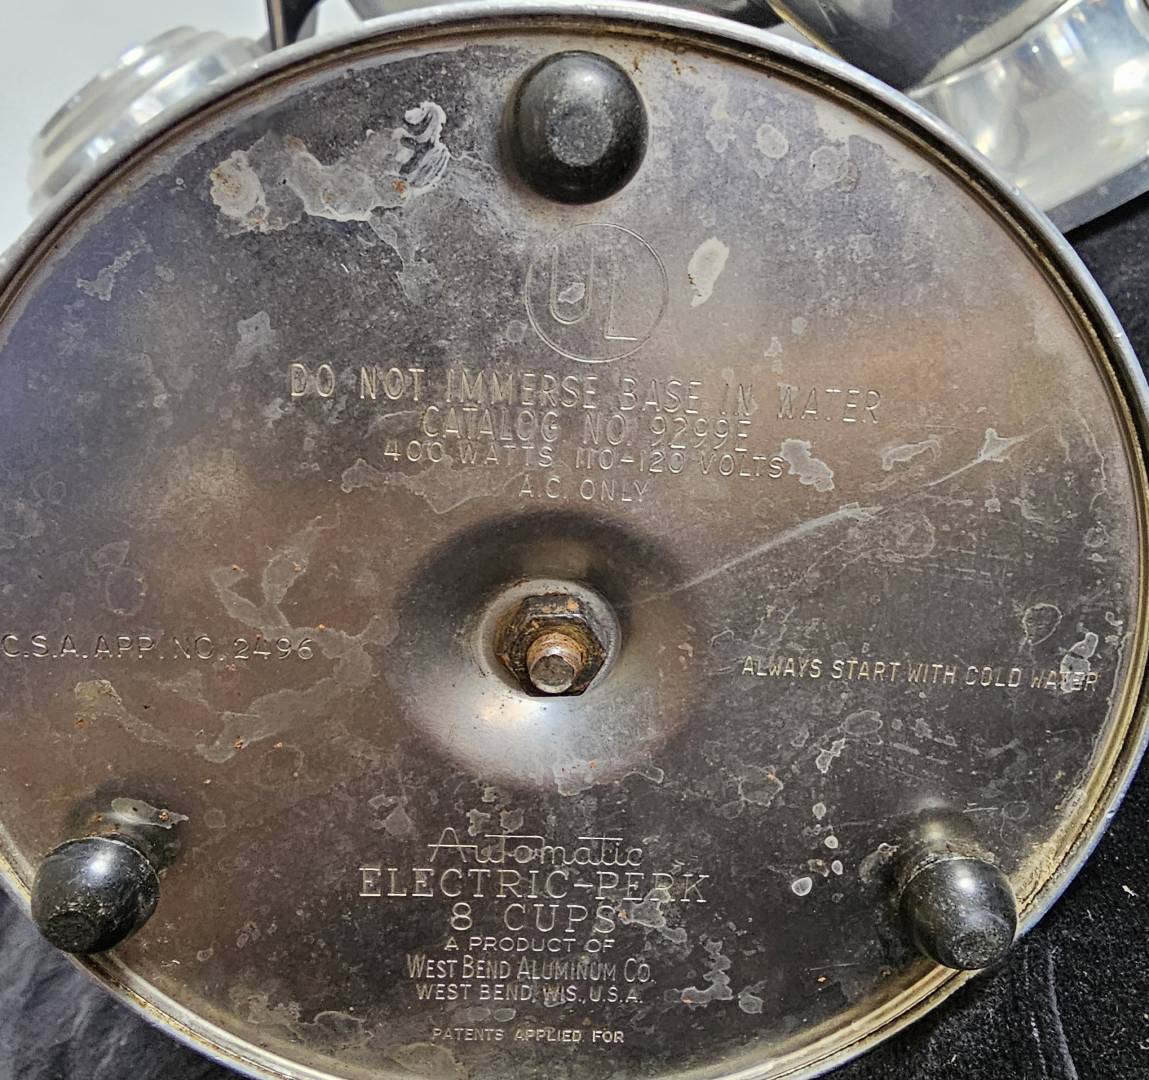 UL
DO NOT IMMERSE BASE IN WATER
CATALOG NO. 9299E
400 WATTS 110-120 VOLTS
A.C. ONLY
C.S.A. APP. NO. 2496
ALWAYS START WITH COLD WATER
Automatic
ELECTRIC-PERK
8 CUPS
A PRODUCT OF
WEST BEND ALUMINUM CO.
WEST BEND, WIS., U.S.A.
PATENTS APPLIED FOR